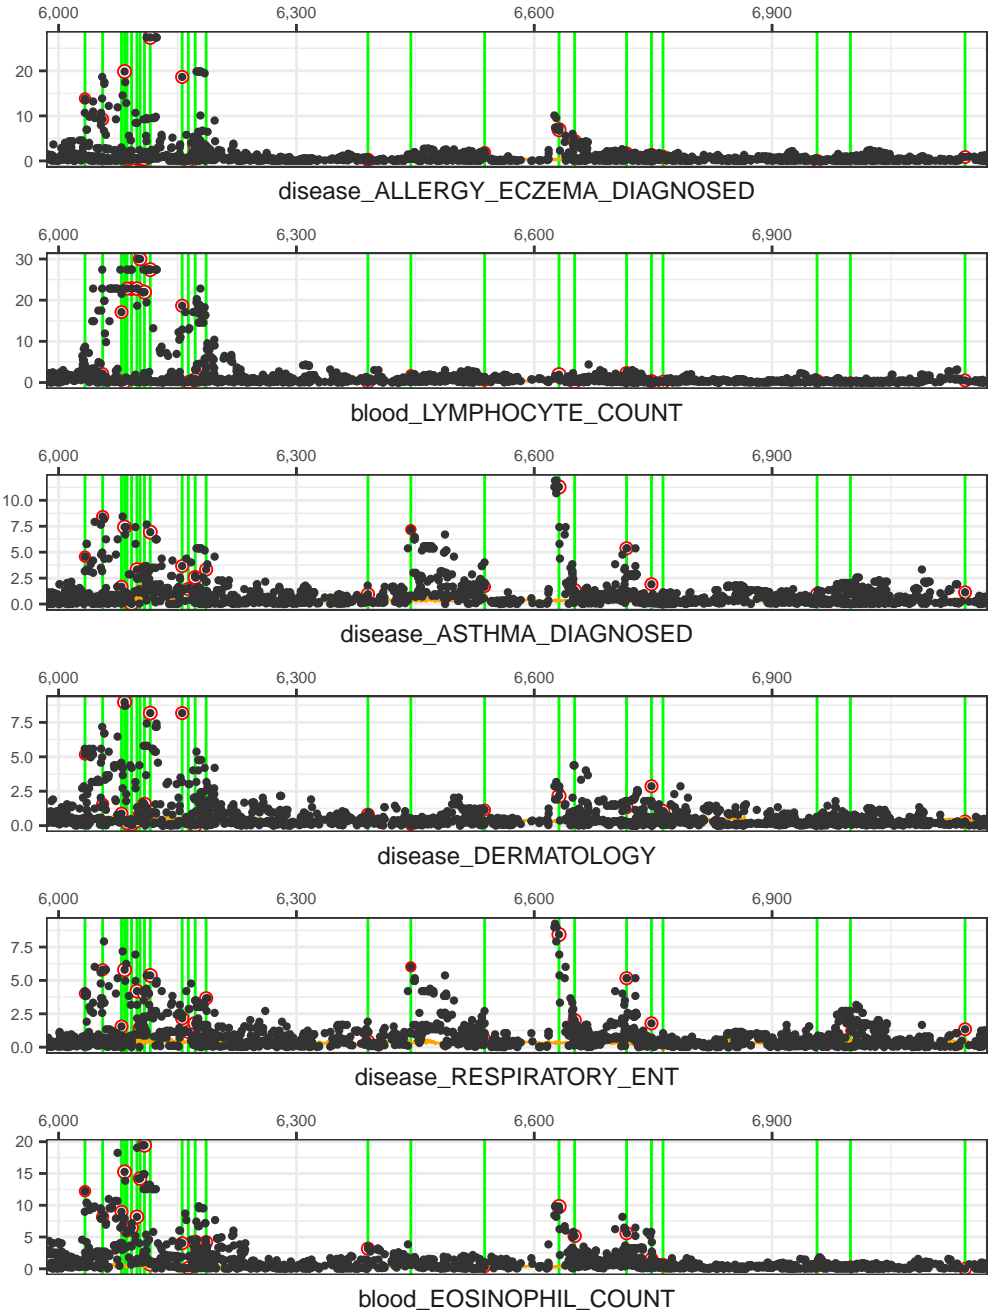 6,000 6,300 6,600 6,900
20
10
0
disease_ALLERGY_ECZEMA_DIAGNOSED
6,000 6,300 6,600 6,900
30
20
10
0
blood_LYMPHOCYTE_COUNT
6,000 6,300 6,600 6,900
10.0
7.5
5.0
2.5
0.0
disease_ASTHMA_DIAGNOSED
6,000 6,300 6,600 6,900
7.5
5.0
2.5
0.0
disease_DERMATOLOGY
6,000 6,300 6,600 6,900
7.5
5.0
2.5
0.0
disease_RESPIRATORY_ENT
6,000 6,300 6,600 6,900
20
15
10
5
0
blood_EOSINOPHIL_COUNT